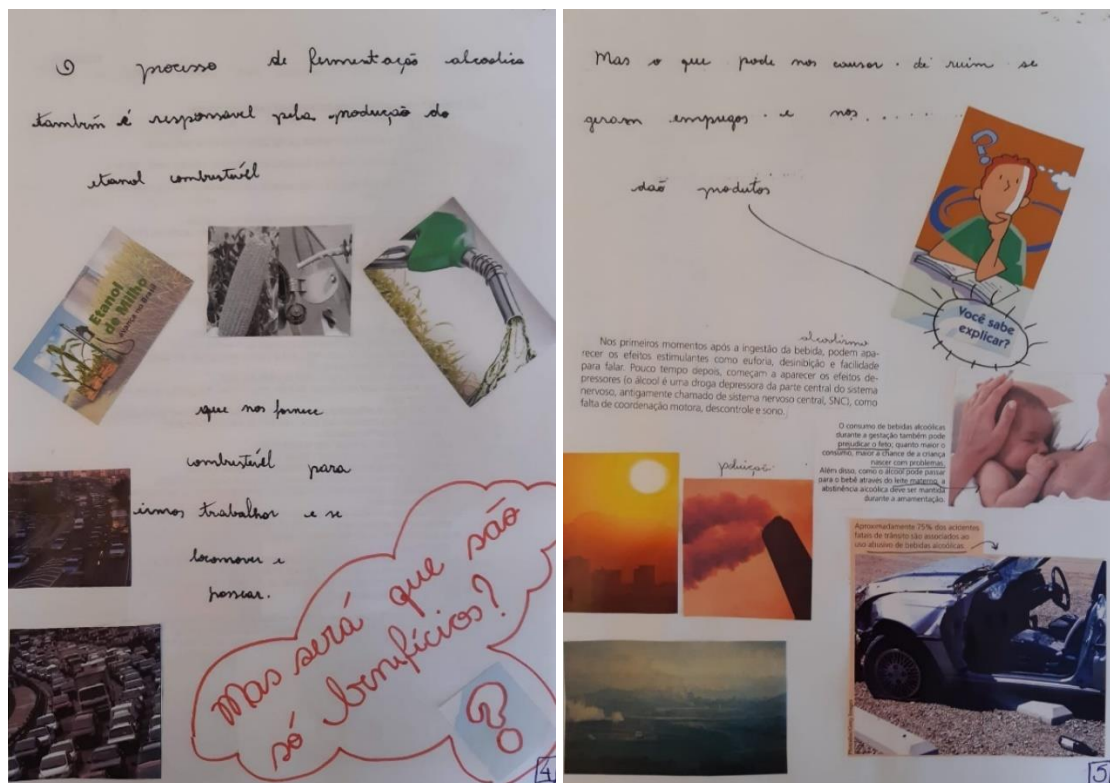 O processo de fermentação alcoolica
também é responsavel pela produção do
etanol combustível
Etanol
de Milho
que nos fornece
combustível para
irmos trabalhar e se
locomover e
passear.
Mas será que são
só benefícios?
?
4
Mas o que pode nos causar de ruim se
geram empregos e nos
daõ produtos
?
Você sabe
explicar?
alcoolismo
Nos primeiros momentos após a ingestão da bebida, podem apa-
recer os efeitos estimulantes como euforia, desinibição e facilidade
para falar. Pouco tempo depois, começam a aparecer os efeitos de-
pressores (o álcool é uma droga depressora da parte central do sistema
nervoso, antigamente chamado de sistema nervoso central, SNC), como
falta de coordenação motora, descontrole e sono.
O consumo de bebidas alcoólicas
durante a gestação também pode
prejudicar o feto; quanto maior o
consumo, maior a chance de a criança
nascer com problemas.
Além disso, como o álcool pode passar
para o bebê através do leite materno, a
abstinência alcoólica deve ser mantida
durante a amamentação.
poluição
Aproximadamente 75% dos acidentes
fatais de trânsito são associados ao
uso abusivo de bebidas alcoólicas.
5